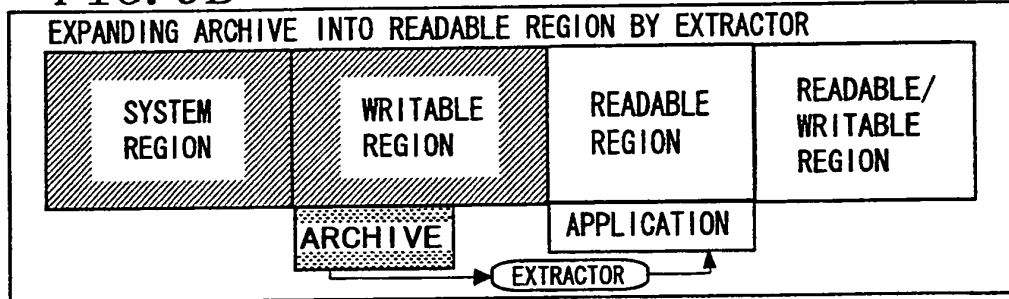 EXPANDING ARCHIVE INTO READABLE REGION BY EXTRACTOR
SYSTEM
REGION
WRITABLE
REGION
READABLE
REGION
READABLE/
WRITABLE
REGION
ARCHIVE
APPLICATION
EXTRACTOR